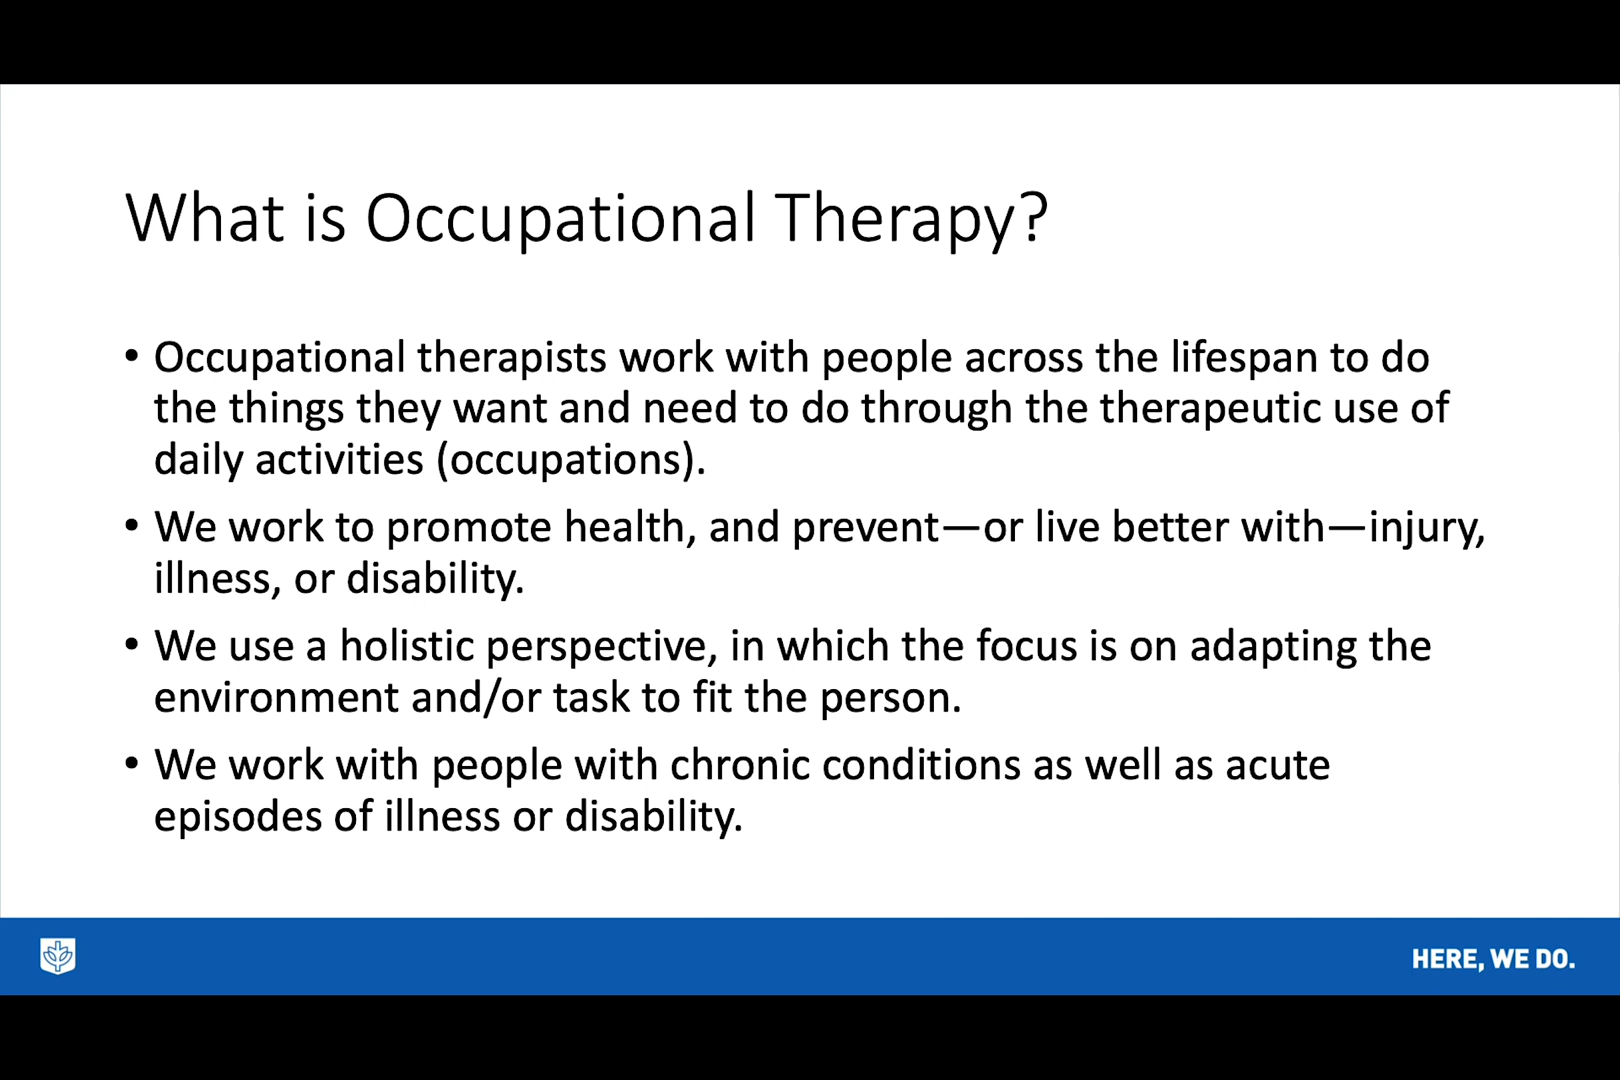 What is Occupational Therapy?
• Occupational therapists work with people across the lifespan to do
the things they want and need to do through the therapeutic use of
daily activities (occupations).
• We work to promote health, and prevent—or live better with—injury,
illness, or disability.
• We use a holistic perspective, in which the focus is on adapting the
environment and/or task to fit the person.
• We work with people with chronic conditions as well as acute
episodes of illness or disability.
HERE, WE DO.